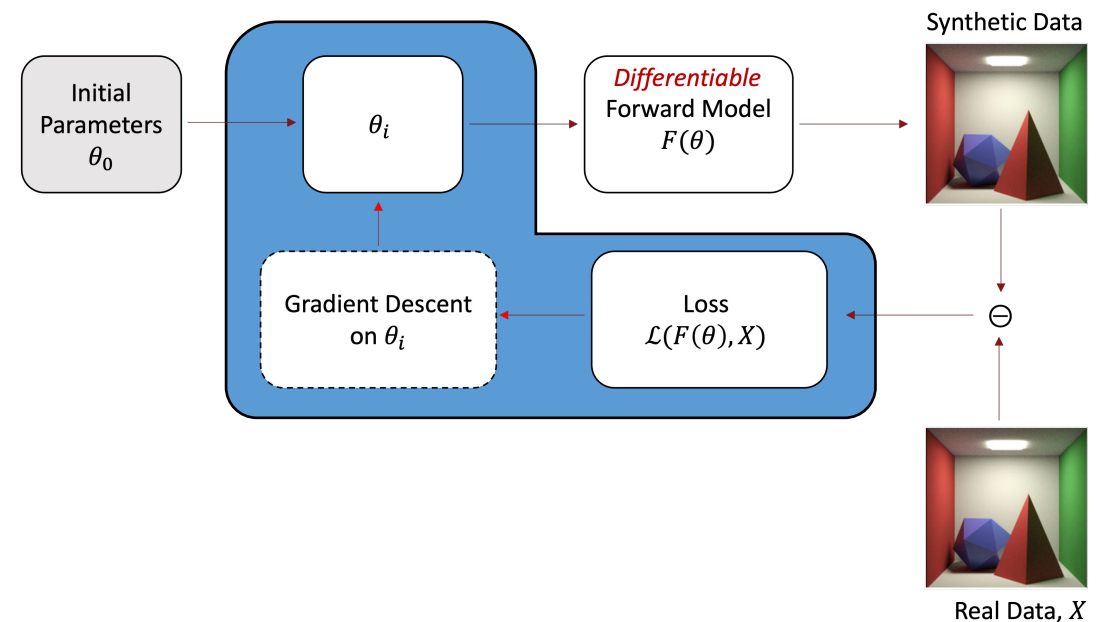 Synthetic Data
Initial
Parameters
θ₀
θᵢ
Differentiable
Forward Model
F(θ)
Gradient Descent
on θᵢ
Loss
ℒ(F(θ), X)
Real Data, X